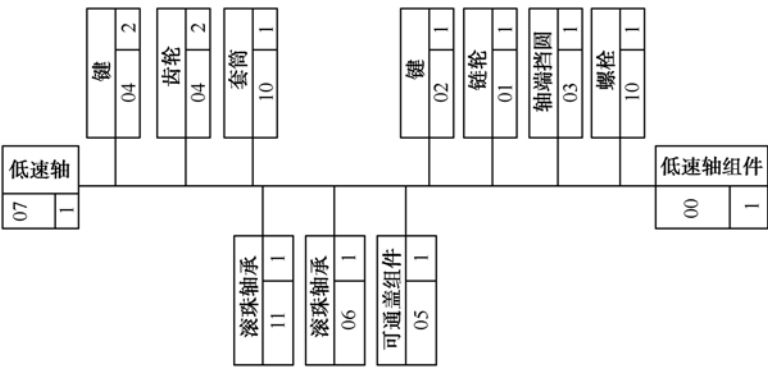 键
04 2
齿轮
04 2
套筒
10 1
键
02 1
链轮
01 1
轴端挡圆
03 1
螺栓
10 1
低速轴
07 1
低速轴组件
00 1
滚珠轴承
11 1
滚珠轴承
06 1
可通盖组件
05 1